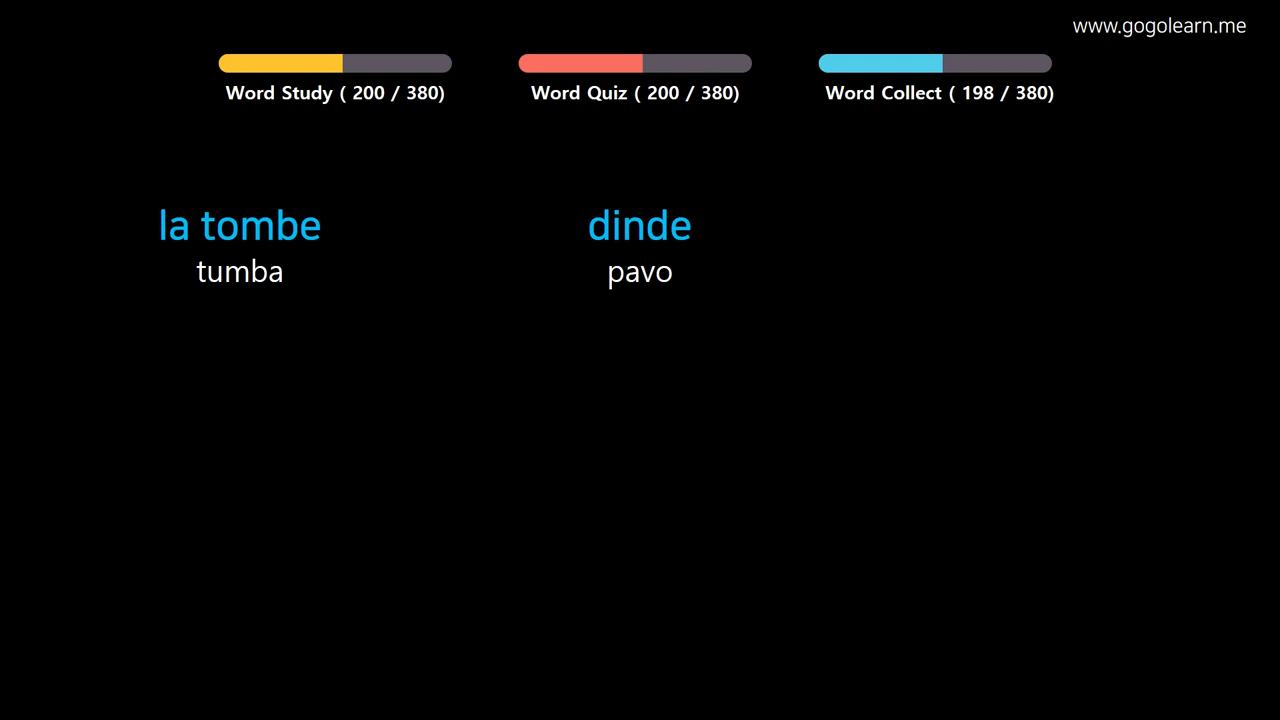 www.gogolearn.me
Word Study ( 200 / 380)
Word Quiz ( 200 / 380)
Word Collect ( 198 / 380)
la tombe
tumba
dinde
pavo